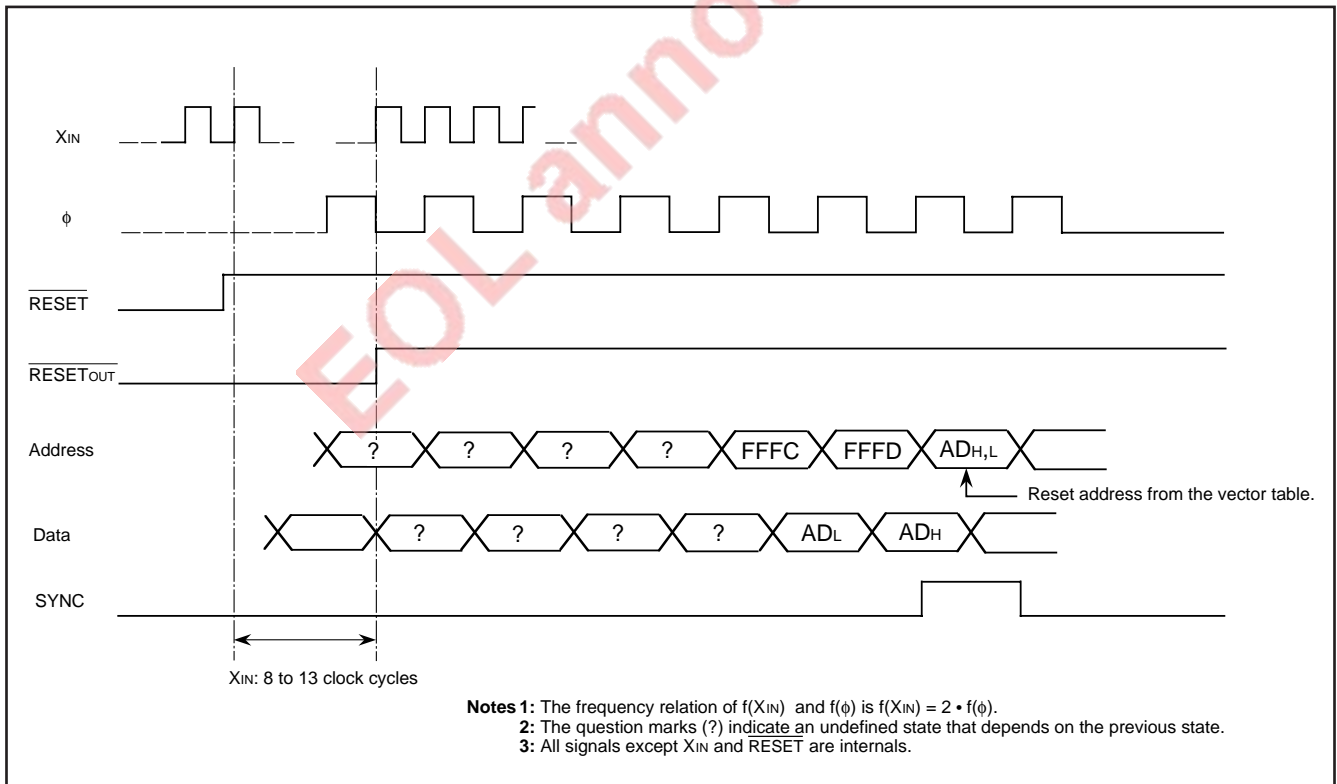 EOL anno
XIN
ϕ
RESET
RESETOUT
Address
? ? ? ? FFFC FFFD ADH,L
Reset address from the vector table.
Data
? ? ? ? ADL ADH
SYNC
XIN: 8 to 13 clock cycles
Notes 1: The frequency relation of f(XIN) and f(ϕ) is f(XIN) = 2 • f(ϕ).
2: The question marks (?) indicate an undefined state that depends on the previous state.
3: All signals except XIN and RESET are internals.